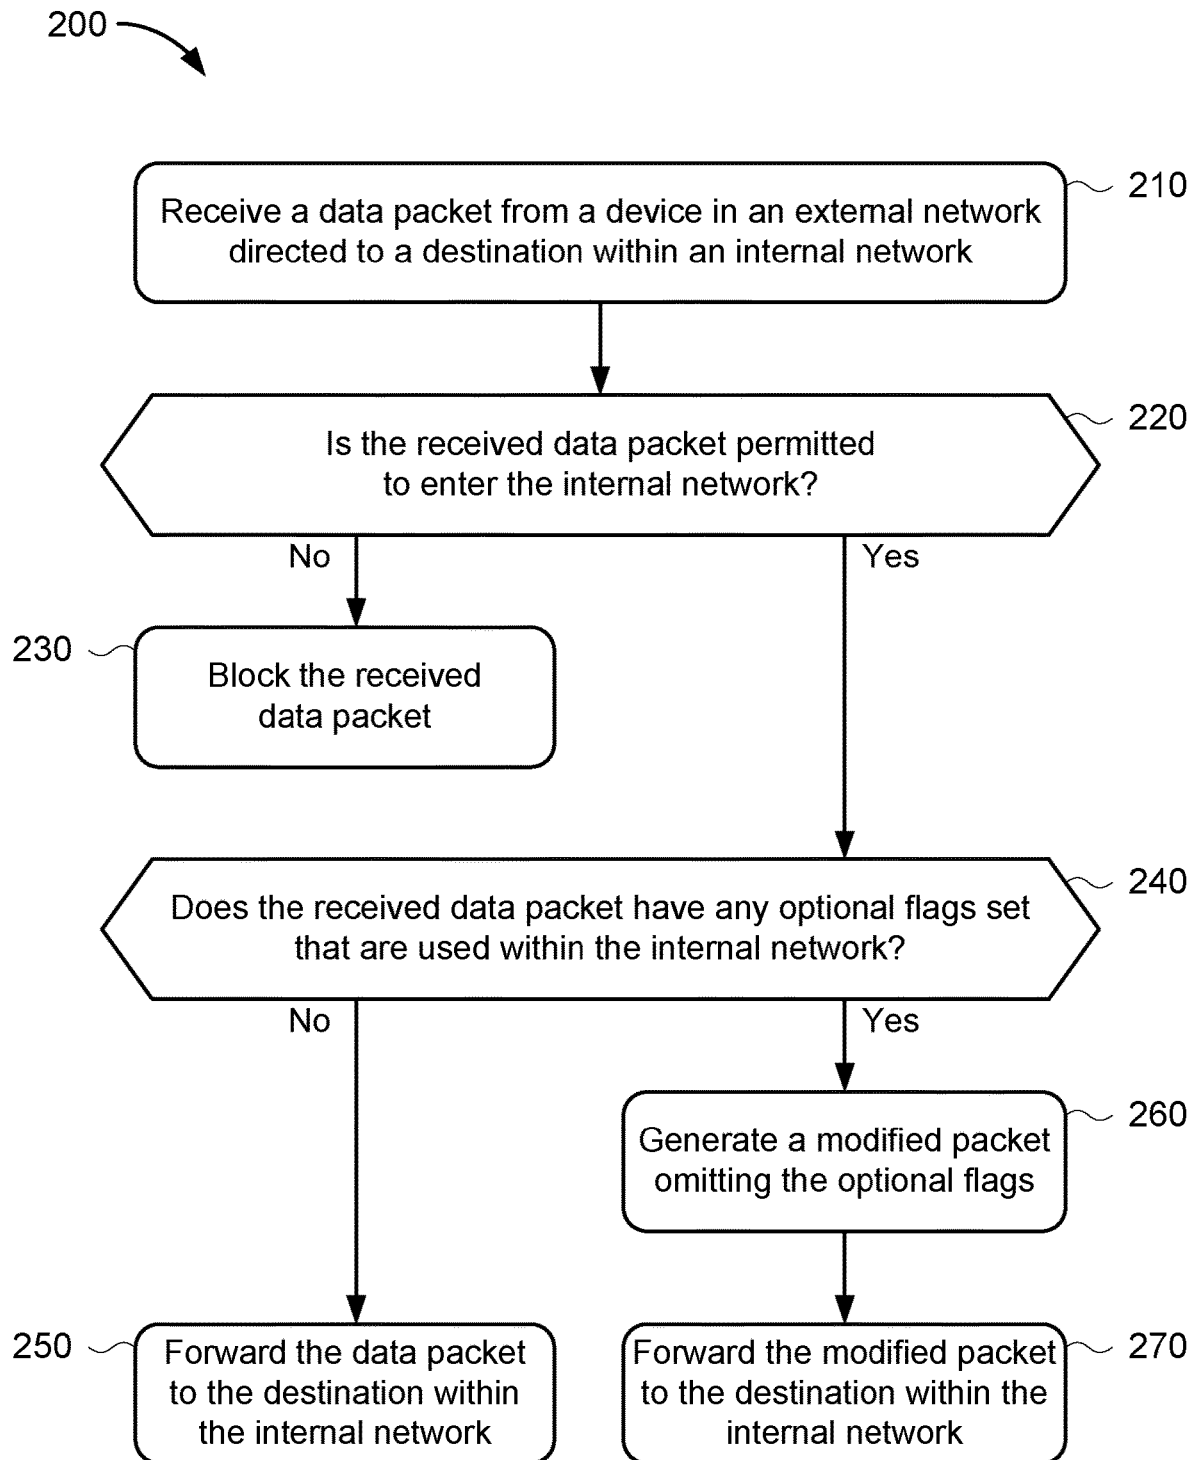 200
210
Receive a data packet from a device in an external network
directed to a destination within an internal network
220
Is the received data packet permitted
to enter the internal network?
No
Yes
230
Block the received
data packet
240
Does the received data packet have any optional flags set
that are used within the internal network?
No
Yes
260
Generate a modified packet
omitting the optional flags
250
Forward the data packet
to the destination within
the internal network
270
Forward the modified packet
to the destination within the
internal network